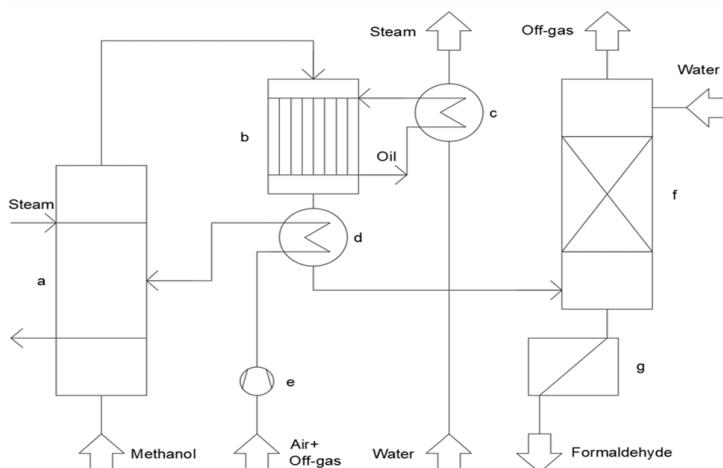 Steam
Off-gas
Water
b
c
Oil
f
Steam
d
a
e
g
Methanol
Air+
Off-gas
Water
Formaldehyde